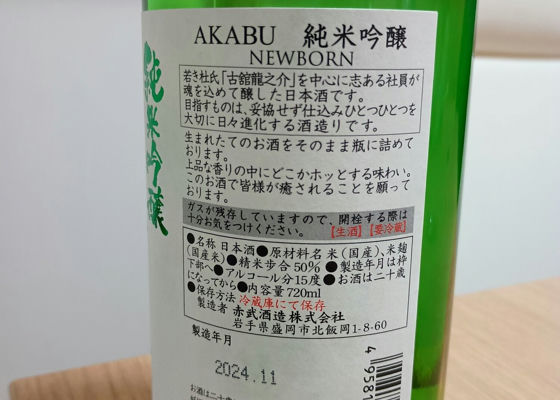 AKABU 純米吟醸
NEWBORN
若き杜氏「古舘龍之介」を中心に志ある社員が
魂を込めて醸した日本酒です。
目指すものは、妥協せず仕込みひとつひとつを
大切に日々進化する酒造りです。
生まれたてのお酒をそのまま瓶に詰めて
おります。
上品な香りの中にどこかホッとする味わい。
このお酒で皆様が癒されることを願って
おります。
ガスが残存していますので、開栓する際は
十分お気をつけください。 【生酒】【要冷蔵】
●名称 日本酒●原材料名 米(国産)、米麹
(国産米)●精米歩合50%●製造年月は枠
下部へ●アルコール分15度●お酒は二十歳
になってから●内容量720ml
●保存方法 冷蔵庫にて保存
製造者 赤武酒造株式会社
岩手県盛岡市北飯岡1-8-60
製造年月
2024.11
純米吟醸
49581